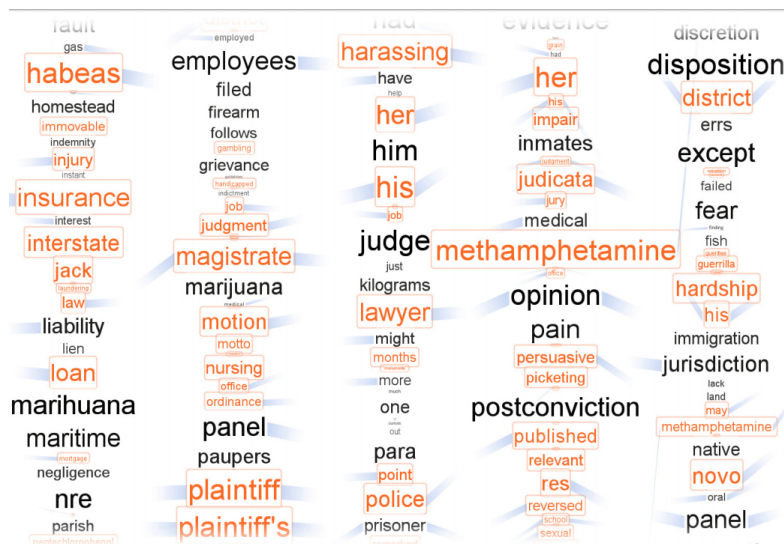 fault
gas
habeas
homestead
immovable
indemnity
injury
instant
insurance
interest
interstate
jack
laundering
law
liability
lien
loan
marihuana
maritime
mortgage
negligence
nre
parish
district
employed
employees
filed
firearm
follows
gambling
grievance
handicapped
indictment
job
judgment
magistrate
marijuana
medical
motion
motto
nursing
office
ordinance
panel
paupers
plaintiff
plaintiff's
had
harassing
have
help
her
him
his
job
judge
just
kilograms
lawyer
might
months
more
much
one
out
para
point
police
prisoner
evidence
grain
had
her
his
impair
inmates
judgment
judicata
jury
medical
methamphetamine
office
opinion
pain
persuasive
picketing
postconviction
published
relevant
res
reversed
school
sexual
discretion
disposition
district
errs
except
failed
fear
finding
fish
guerrilla
hardship
his
immigration
jurisdiction
lack
land
may
methamphetamine
native
novo
oral
panel